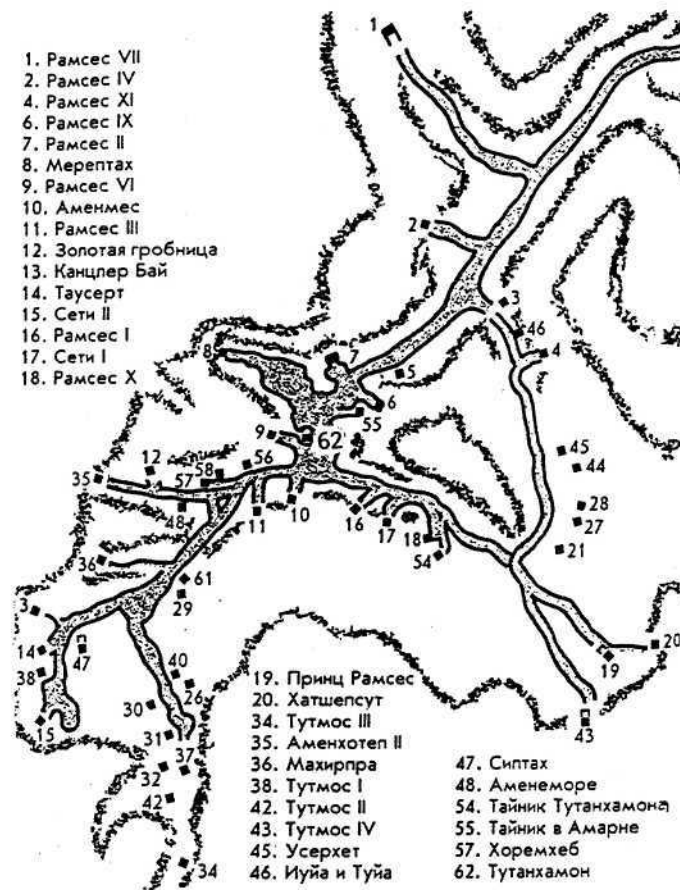 1. Рамсес VII
2. Рамсес IV
4. Рамсес XI
6. Рамсес IX
7. Рамсес II
8. Мерептах
9. Рамсес VI
10. Аменмес
11. Рамсес III
12. Золотая гробница
13. Канцлер Бай
14. Таусерт
15. Сети II
16. Рамсес I
17. Сети I
18. Рамсес X
1
2
3
46
4
7
8
5
6
55
9
62
45
44
12
58
56
57
35
28
48
11
10
16
17
27
18
54
21
36
61
29
3
14
47
20
19
38
40
26
30
15
31
37
43
32
42
34
19. Принц Рамсес
20. Хатшепсут
34. Тутмос III
35. Аменхотеп II
36. Махирпра
38. Тутмос I
42. Тутмос II
43. Тутмос IV
45. Усерхет
46. Иуйа и Туйа
47. Сиптах
48. Аменеморе
54. Тайник Тутанхамона
55. Тайник в Амарне
57. Хоремхеб
62. Тутанхамон